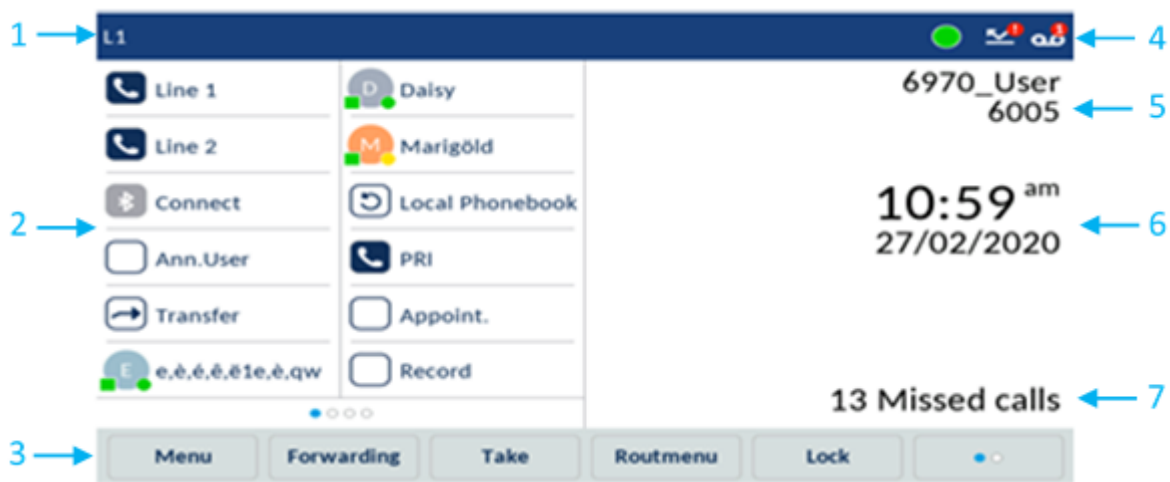 1
L1
!
1
4
Line 1
D
Daisy
6970_User
6005
5
Line 2
M
Marigöld
2
Connect
Local Phonebook
10:59 am
27/02/2020
6
Ann.User
PRI
Transfer
Appoint.
E
e,è,é,ê,ë1e,è,qw
Record
13 Missed calls
7
3
Menu
Forwarding
Take
Routmenu
Lock